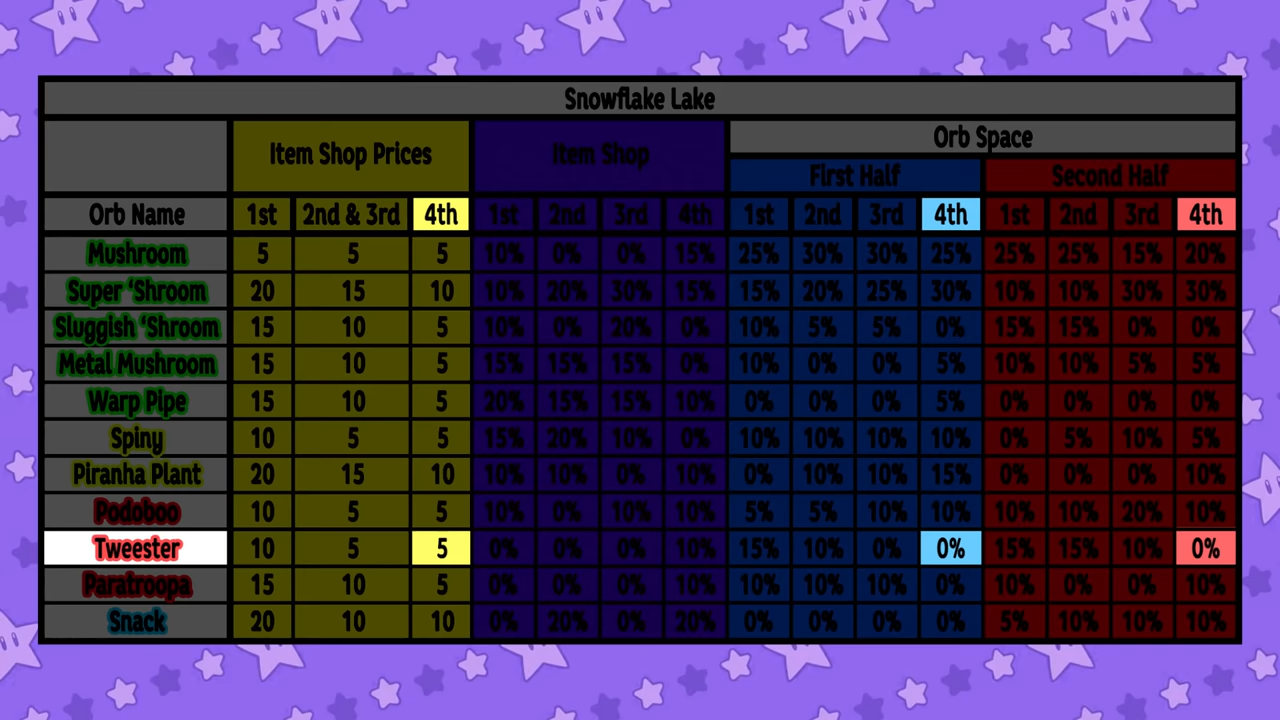 Snowflake Lake
Item Shop Prices Item Shop Orb Space
First Half Second Half
Orb Name 1st 2nd & 3rd 4th 1st 2nd 3rd 4th 1st 2nd 3rd 4th 1st 2nd 3rd 4th
Mushroom 5 5 5 10% 0% 0% 15% 25% 30% 30% 25% 25% 25% 15% 20%
Super ‘Shroom 20 15 10 10% 20% 30% 15% 15% 20% 25% 30% 10% 10% 30% 30%
Sluggish ‘Shroom 15 10 5 10% 0% 20% 0% 10% 5% 5% 0% 15% 15% 0% 0%
Metal Mushroom 15 10 5 15% 15% 15% 0% 10% 0% 0% 5% 10% 10% 5% 5%
Warp Pipe 15 10 5 20% 15% 15% 10% 0% 0% 0% 5% 0% 0% 0% 0%
Spiny 10 5 5 15% 20% 10% 0% 10% 10% 10% 10% 0% 5% 10% 5%
Piranha Plant 20 15 10 10% 10% 0% 10% 0% 10% 10% 15% 0% 0% 0% 10%
Podoboo 10 5 5 10% 0% 10% 10% 5% 5% 10% 10% 10% 10% 20% 10%
Tweester 10 5 5 0% 0% 0% 10% 15% 10% 0% 0% 15% 15% 10% 0%
Paratroopa 15 10 5 0% 0% 0% 10% 10% 10% 10% 0% 10% 0% 0% 10%
Snack 20 10 10 0% 20% 0% 20% 0% 0% 0% 0% 5% 10% 10% 10%